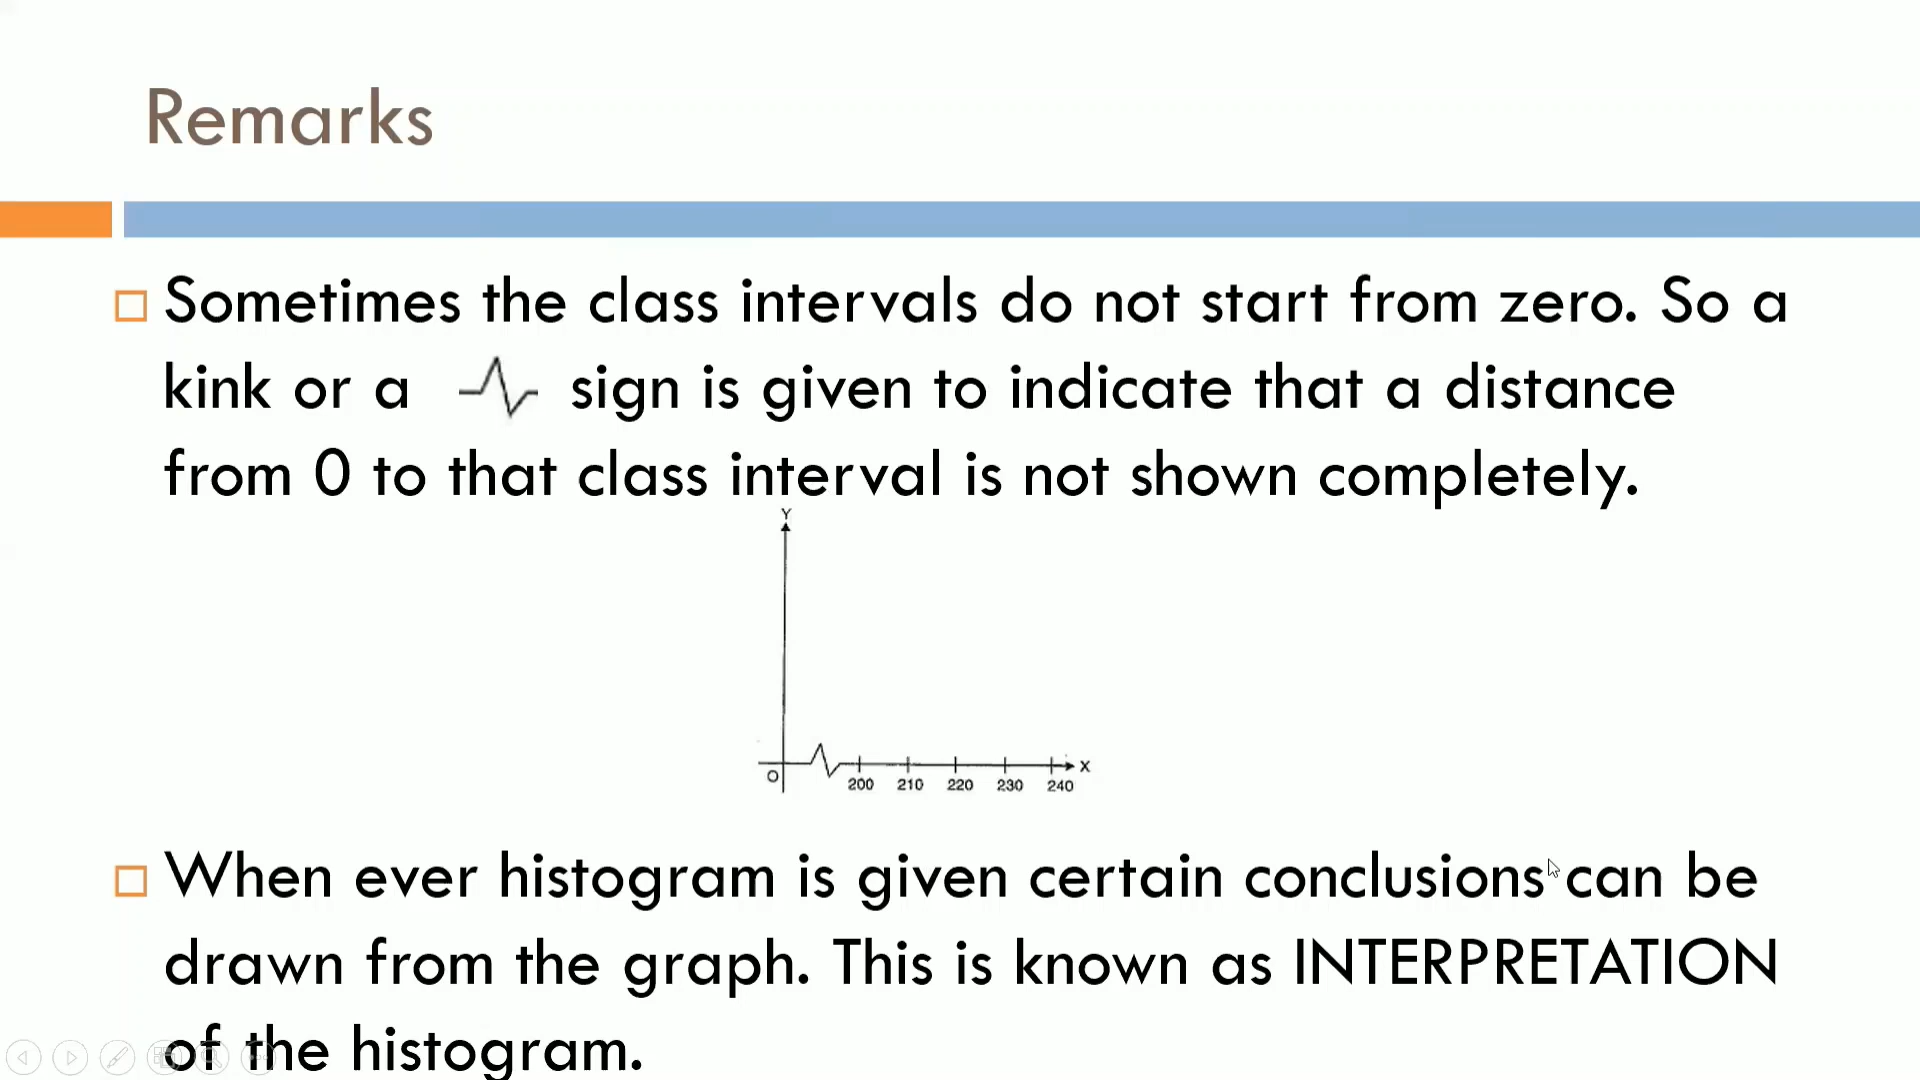 Remarks
Sometimes the class intervals do not start from zero. So a
kink or a sign is given to indicate that a distance
from 0 to that class interval is not shown completely.
Y
O
X
200 210 220 230 240
When ever histogram is given certain conclusions can be
drawn from the graph. This is known as INTERPRETATION
of the histogram.